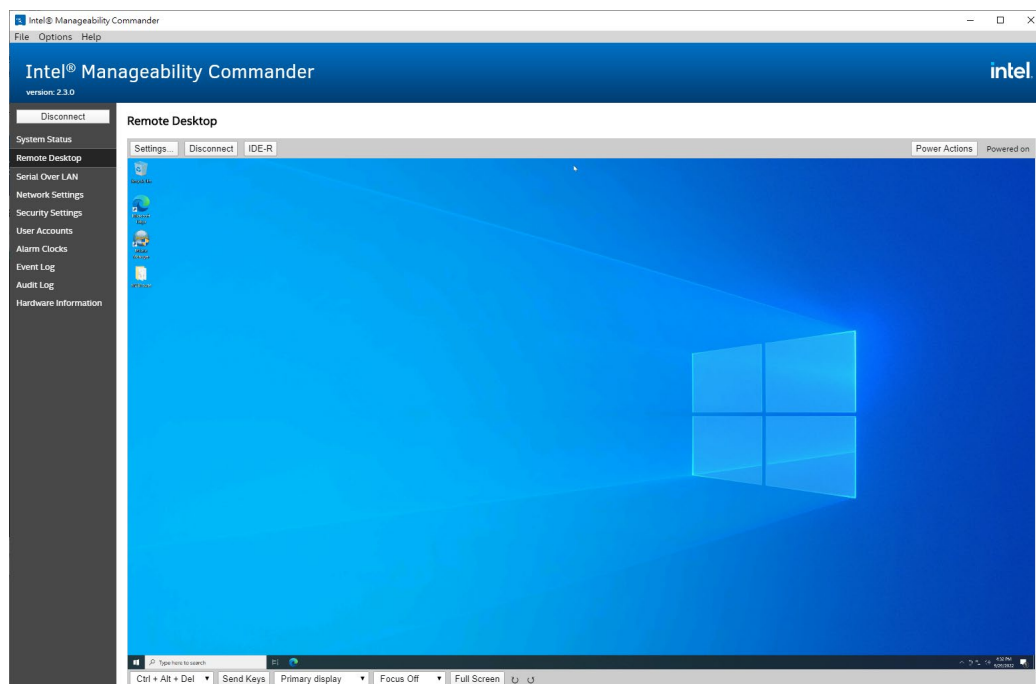 Intel® Manageability Commander
File Options Help
Intel® Manageability Commander
intel.
version: 2.3.0
Disconnect
Remote Desktop
System Status
Remote Desktop
Serial Over LAN
Network Settings
Security Settings
User Accounts
Alarm Clocks
Event Log
Audit Log
Hardware Information
Settings... Disconnect IDE-R Power Actions Powered on
Type here to search
4:32 PM
Ctrl + Alt + Del Send Keys Primary display Focus Off Full Screen